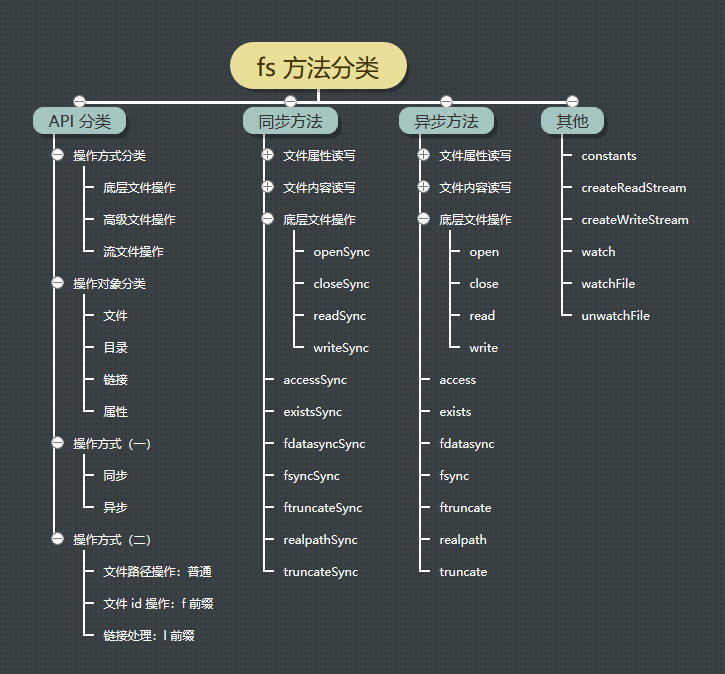 fs 方法分类
API 分类
操作方式分类
底层文件操作
高级文件操作
流文件操作
操作对象分类
文件
目录
链接
属性
操作方式（一）
同步
异步
操作方式（二）
文件路径操作：普通
文件 id 操作：f 前缀
链接处理：l 前缀
同步方法
文件属性读写
文件内容读写
底层文件操作
openSync
closeSync
readSync
writeSync
accessSync
existsSync
fdatasyncSync
fsyncSync
ftruncateSync
realpathSync
truncateSync
异步方法
文件属性读写
文件内容读写
底层文件操作
open
close
read
write
access
exists
fdatasync
fsync
ftruncate
realpath
truncate
其他
constants
createReadStream
createWriteStream
watch
watchFile
unwatchFile